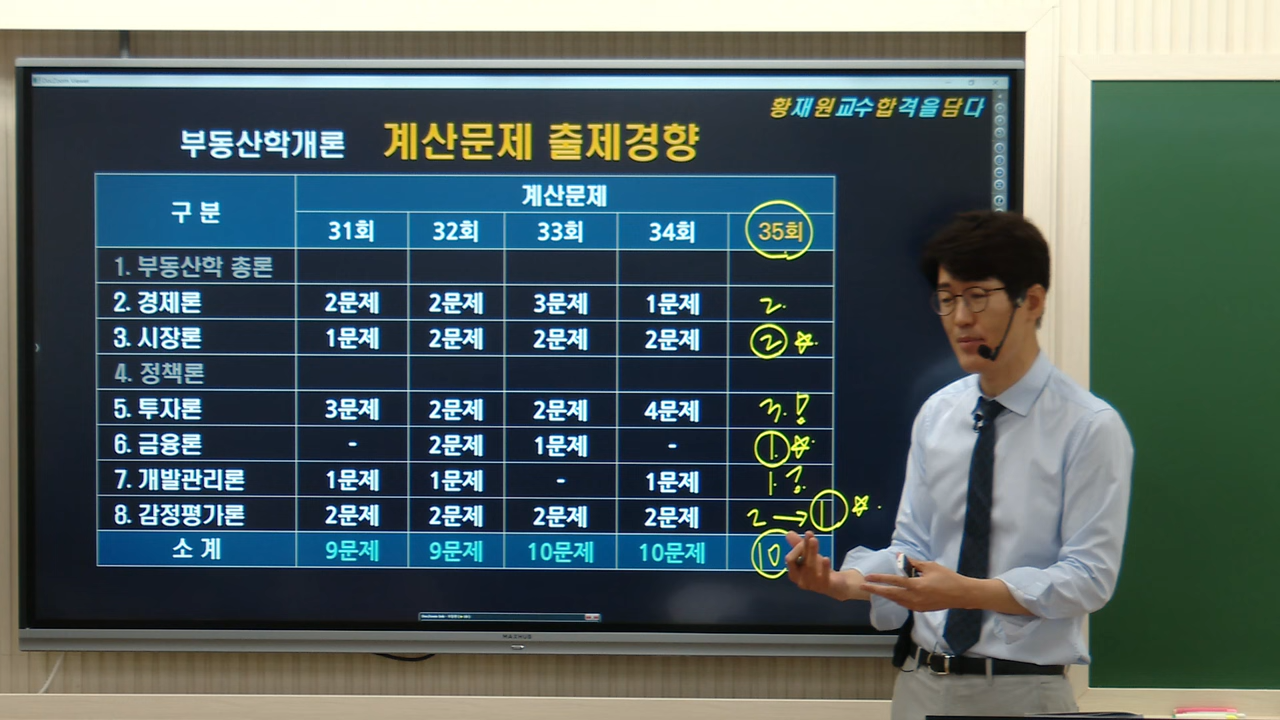 황재원교수합격을담다
부동산학개론 계산문제 출제경향
구 분 계산문제
31회 32회 33회 34회 35회
1. 부동산학 총론
2. 경제론 2문제 2문제 3문제 1문제 2.
3. 시장론 1문제 2문제 2문제 2문제 2
4. 정책론
5. 투자론 3문제 2문제 2문제 4문제 3.!
6. 금융론 - 2문제 1문제 - 1.
7. 개발관리론 1문제 1문제 - 1문제 1.?
8. 감정평가론 2문제 2문제 2문제 2문제 2 → 1
소 계 9문제 9문제 10문제 10문제 10
MAXHUB